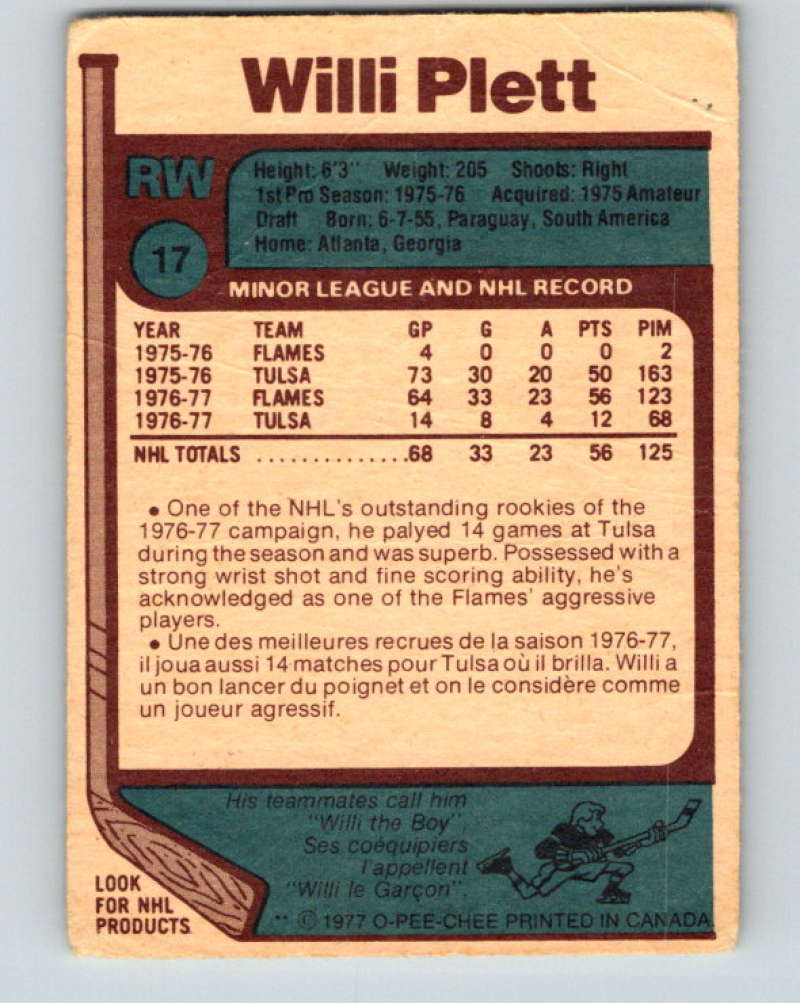 Willi Plett
RW
17
Height: 6'3" Weight: 205 Shoots: Right
1st Pro Season: 1975-76 Acquired: 1975 Amateur
Draft Born: 6-7-55, Paraguay, South America
Home: Atlanta, Georgia
MINOR LEAGUE AND NHL RECORD
YEAR TEAM GP G A PTS PIM
1975-76 FLAMES 4 0 0 0 2
1975-76 TULSA 73 30 20 50 163
1976-77 FLAMES 64 33 23 56 123
1976-77 TULSA 14 8 4 12 68
NHL TOTALS ..............68 33 23 56 125
• One of the NHL's outstanding rookies of the
1976-77 campaign, he palyed 14 games at Tulsa
during the season and was superb. Possessed with a
strong wrist shot and fine scoring ability, he's
acknowledged as one of the Flames' aggressive
players.
• Une des meilleures recrues de la saison 1976-77,
il joua aussi 14 matches pour Tulsa où il brilla. Willi a
un bon lancer du poignet et on le considère comme
un joueur agressif.
His teammates call him
"Willi the Boy".
Ses coéquipiers
l'appellent
"Willi le Garçon".
LOOK
FOR NHL
PRODUCTS
** © 1977 O-PEE-CHEE PRINTED IN CANADA